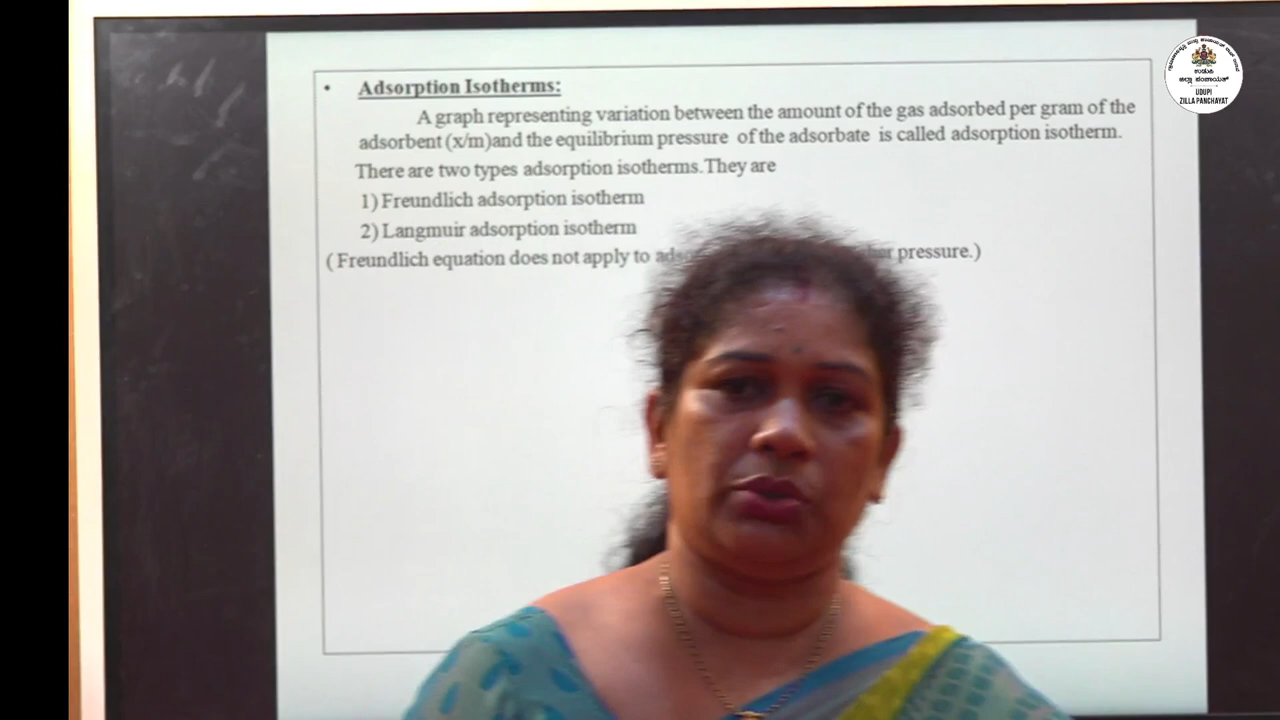 • Adsorption Isotherms:
A graph representing variation between the amount of the gas adsorbed per gram of the
adsorbent (x/m)and the equilibrium pressure of the adsorbate is called adsorption isotherm.
There are two types adsorption isotherms.They are
1) Freundlich adsorption isotherm
2) Langmuir adsorption isotherm
( Freundlich equation does not apply to pressure.)
ಉಡುಪಿ
ಜಿಲ್ಲಾ ಪಂಚಾಯತ್
UDUPI
ZILLA PANCHAYAT